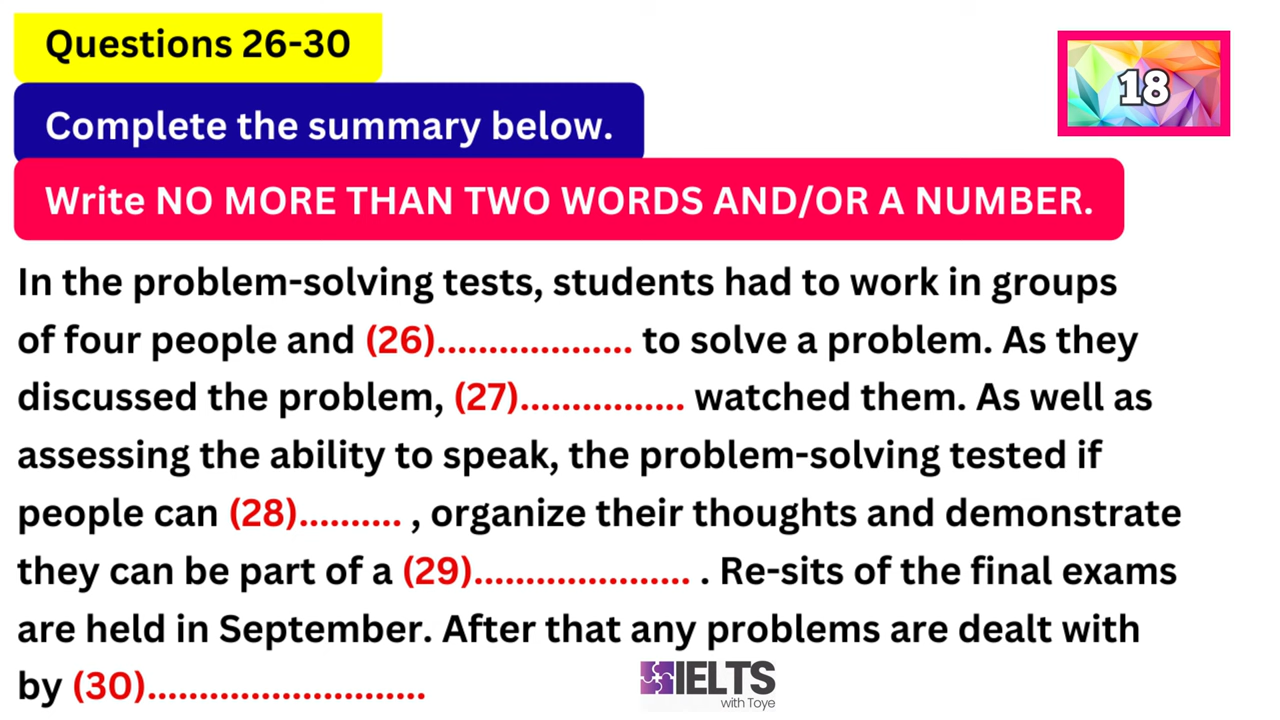 Questions 26-30
18
Complete the summary below.
Write NO MORE THAN TWO WORDS AND/OR A NUMBER.
In the problem-solving tests, students had to work in groups
of four people and (26)................... to solve a problem. As they
discussed the problem, (27)................ watched them. As well as
assessing the ability to speak, the problem-solving tested if
people can (28).......... , organize their thoughts and demonstrate
they can be part of a (29)..................... . Re-sits of the final exams
are held in September. After that any problems are dealt with
by (30)...........................
IELTS
with Toye